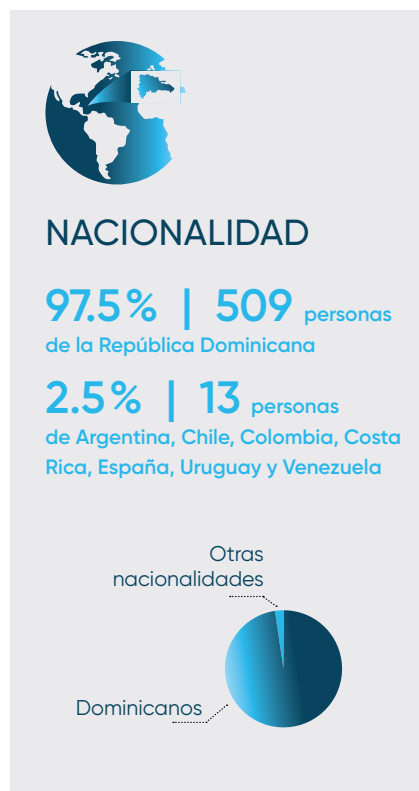 NACIONALIDAD
97.5% | 509 personas
de la República Dominicana
2.5% | 13 personas
de Argentina, Chile, Colombia, Costa
Rica, España, Uruguay y Venezuela
Otras
nacionalidades
Dominicanos